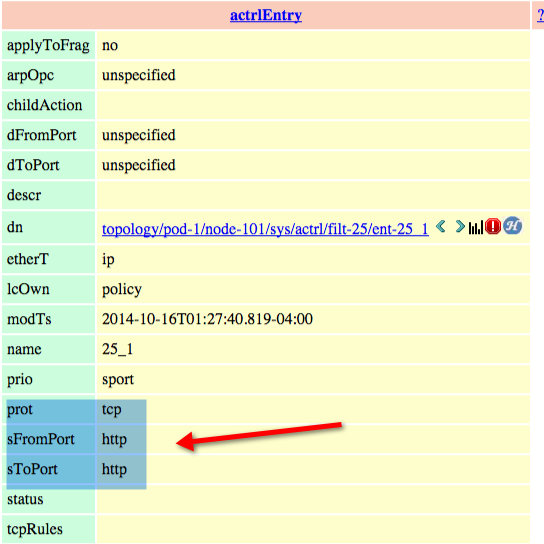 actrlEntry ?
applyToFrag no
arpOpc unspecified
childAction
dFromPort unspecified
dToPort unspecified
descr
dn topology/pod-1/node-101/sys/actrl/filt-25/ent-25_1 H
etherT ip
lcOwn policy
modTs 2014-10-16T01:27:40.819-04:00
name 25_1
prio sport
prot tcp
sFromPort http
sToPort http
status
tcpRules